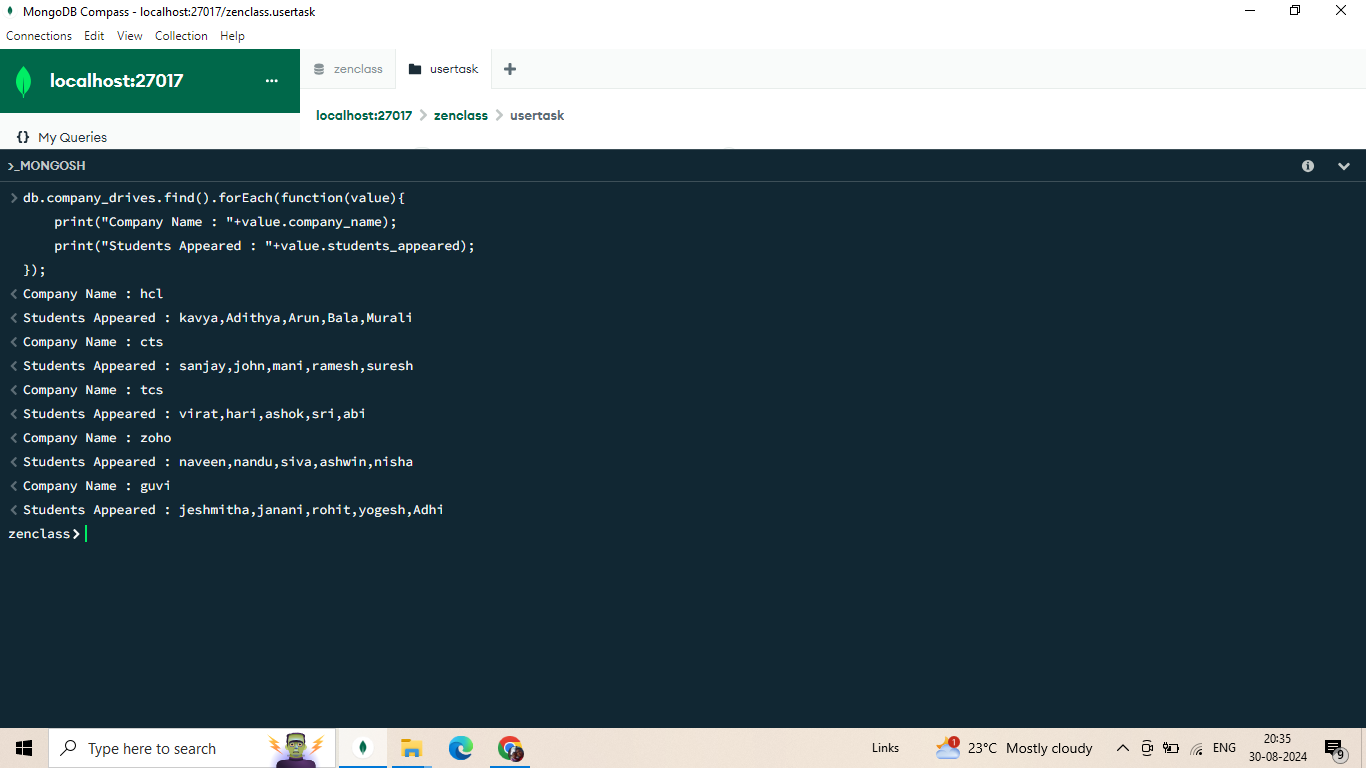 MongoDB Compass - localhost:27017/zenclass.usertask
Connections Edit View Collection Help
localhost:27017 ...
zenclass usertask +
localhost:27017 > zenclass > usertask
{} My Queries
>_MONGOSH
> db.company_drives.find().forEach(function(value){
    print("Company Name : "+value.company_name);
    print("Students Appeared : "+value.students_appeared);
});
< Company Name : hcl
< Students Appeared : kavya,Adithya,Arun,Bala,Murali
< Company Name : cts
< Students Appeared : sanjay,john,mani,ramesh,suresh
< Company Name : tcs
< Students Appeared : virat,hari,ashok,sri,abi
< Company Name : zoho
< Students Appeared : naveen,nandu,siva,ashwin,nisha
< Company Name : guvi
< Students Appeared : jeshmitha,janani,rohit,yogesh,Adhi
zenclass>
Type here to search
Links
1
23°C Mostly cloudy
ENG
20:35
30-08-2024
9